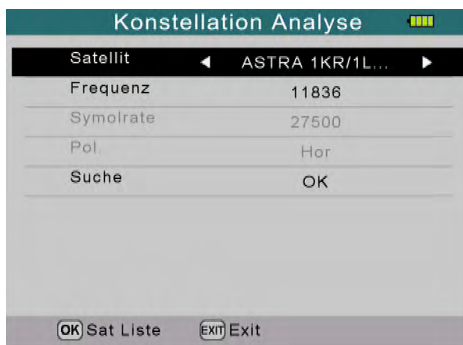 Konstellation Analyse
Satellit ASTRA 1KR/1L...
Frequenz 11836
Symolrate 27500
Pol. Hor
Suche OK
OK Sat Liste EXIT Exit